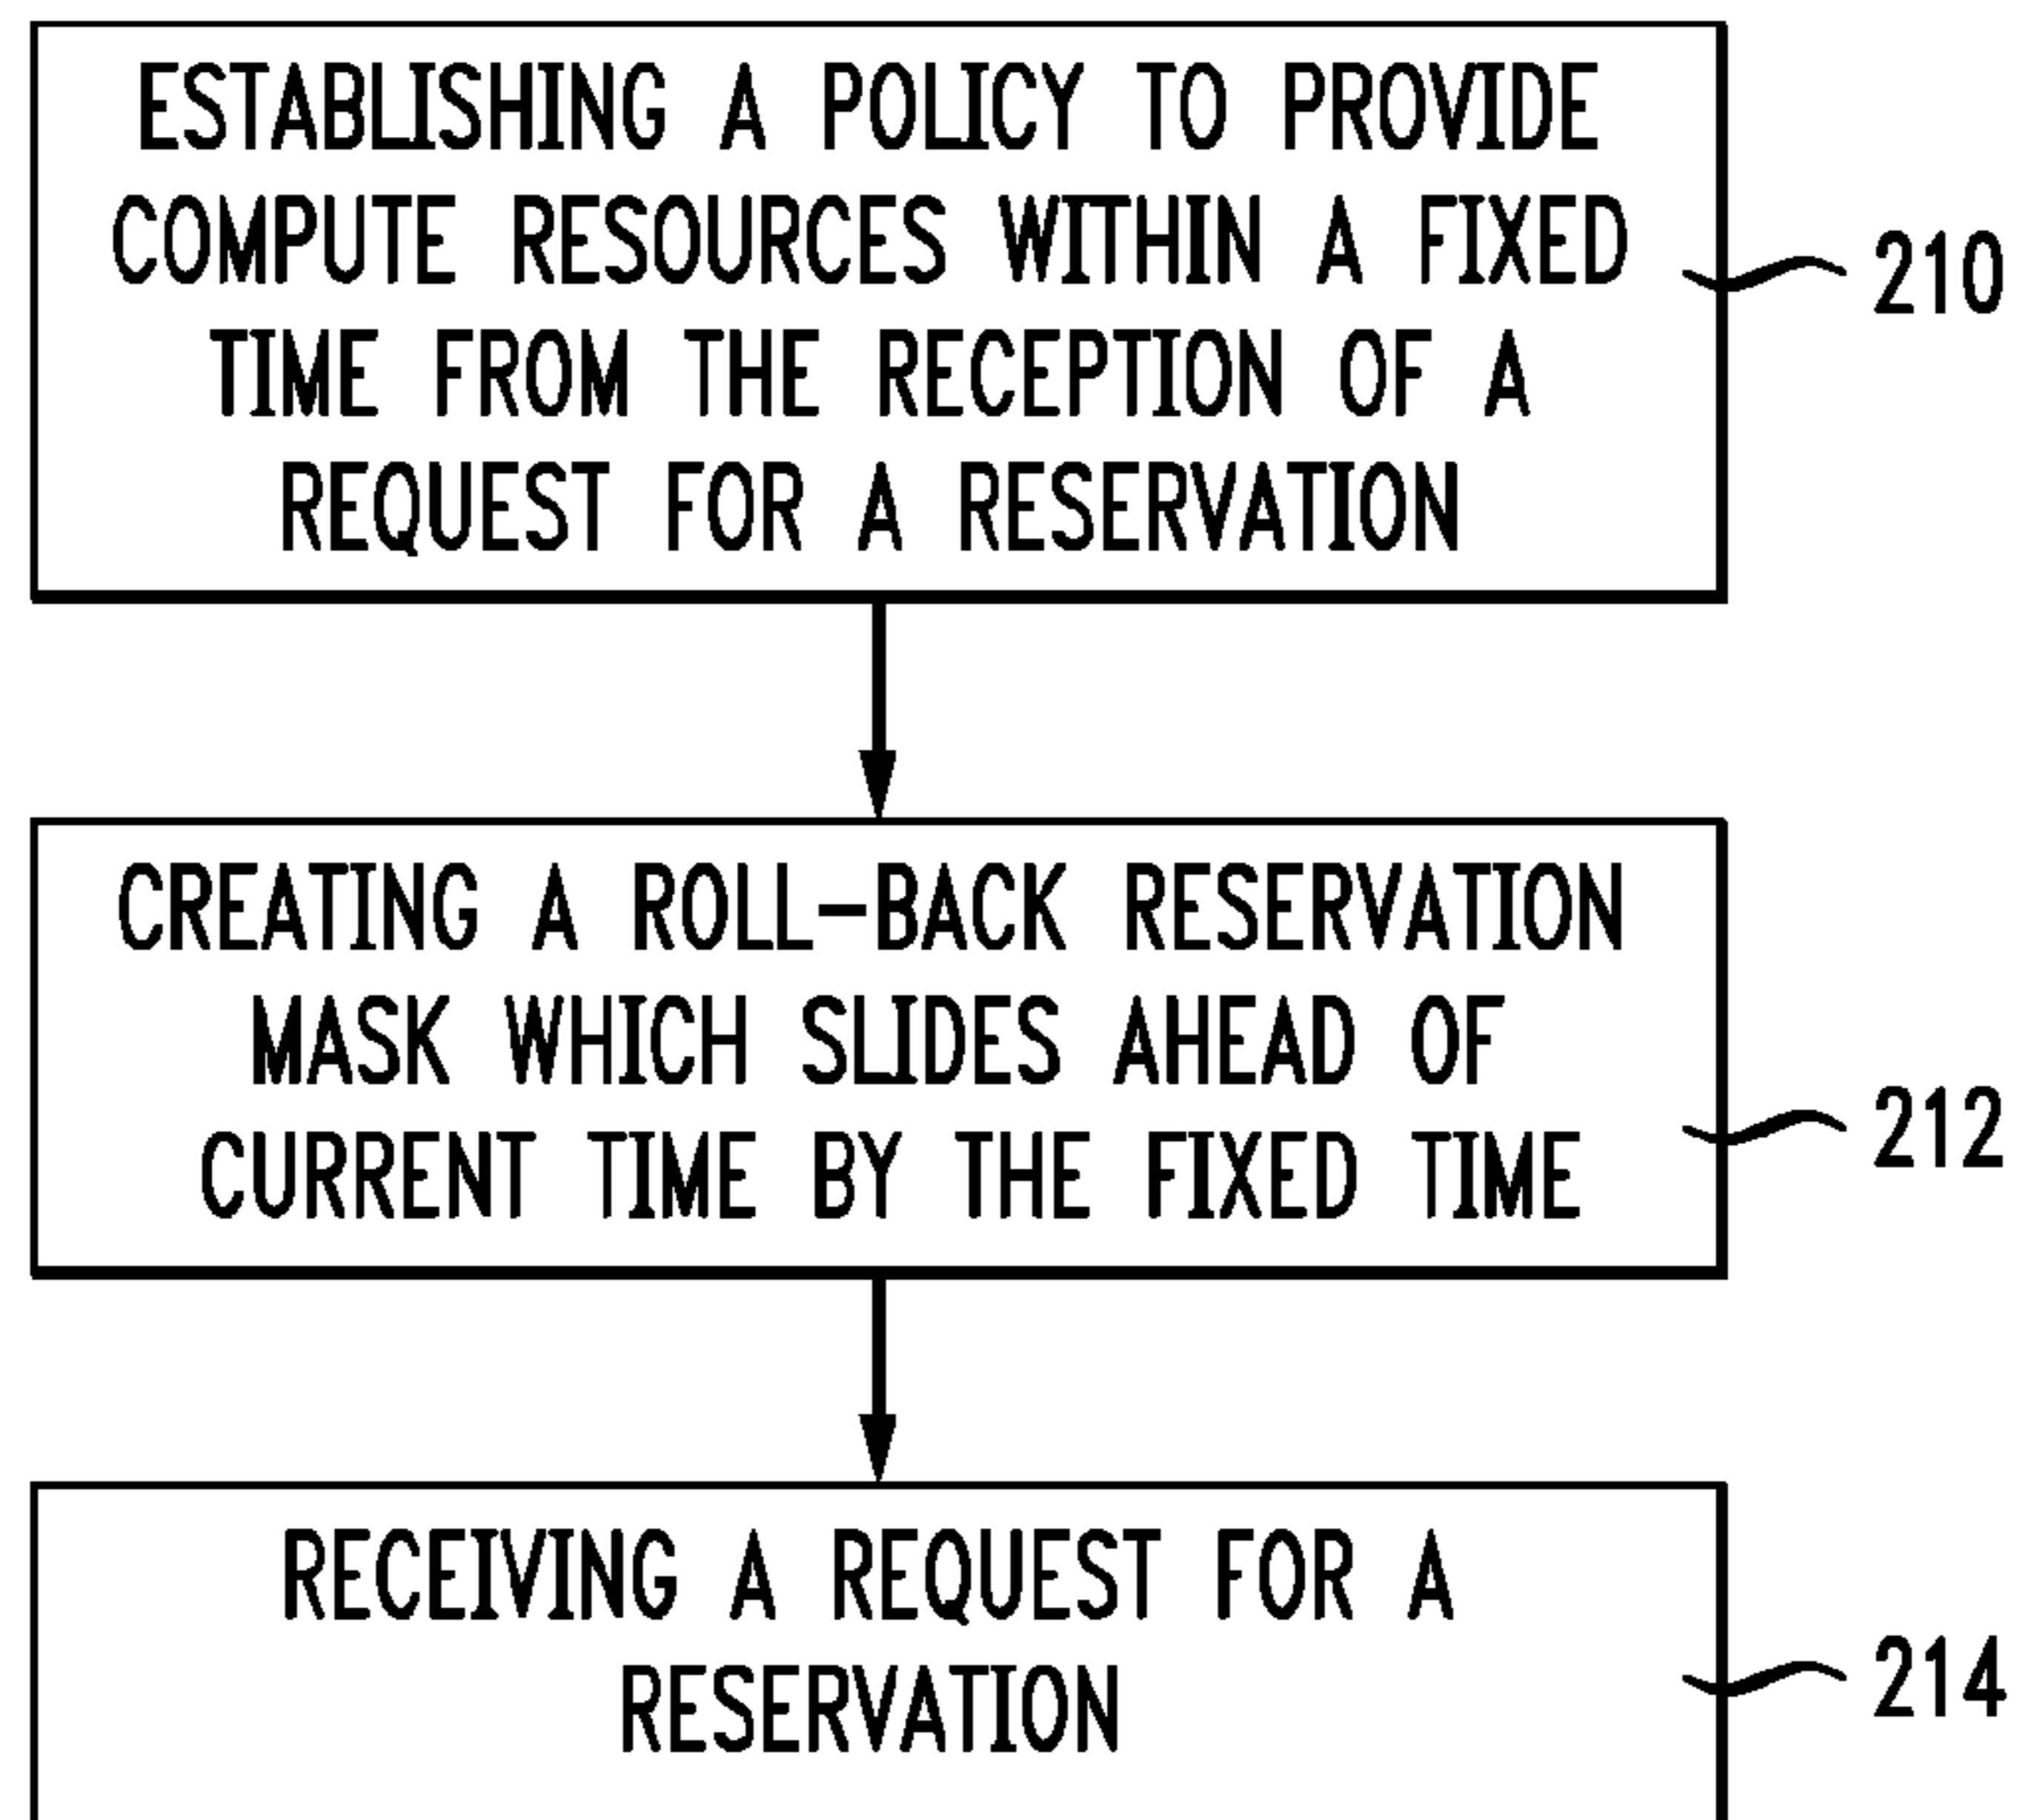 ESTABLISHING A POLICY TO PROVIDE
COMPUTE RESOURCES WITHIN A FIXED
TIME FROM THE RECEPTION OF A
REQUEST FOR A RESERVATION
210
CREATING A ROLL-BACK RESERVATION
MASK WHICH SLIDES AHEAD OF
CURRENT TIME BY THE FIXED TIME
212
RECEIVING A REQUEST FOR A
RESERVATION
214